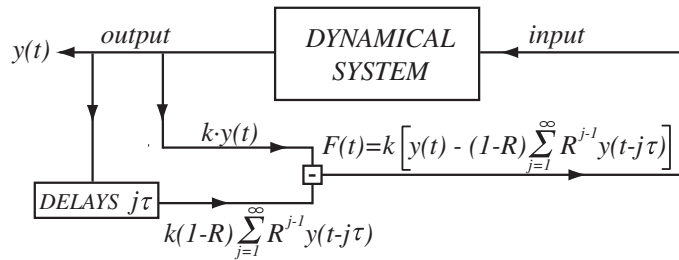 y(t) output DYNAMICAL SYSTEM input
k·y(t)
F(t)=k[y(t) - (1-R)∑_{j=1}^{∞} R^{j-1} y(t-jτ)]
-
DELAYS jτ
k(1-R)∑_{j=1}^{∞} R^{j-1} y(t-jτ)